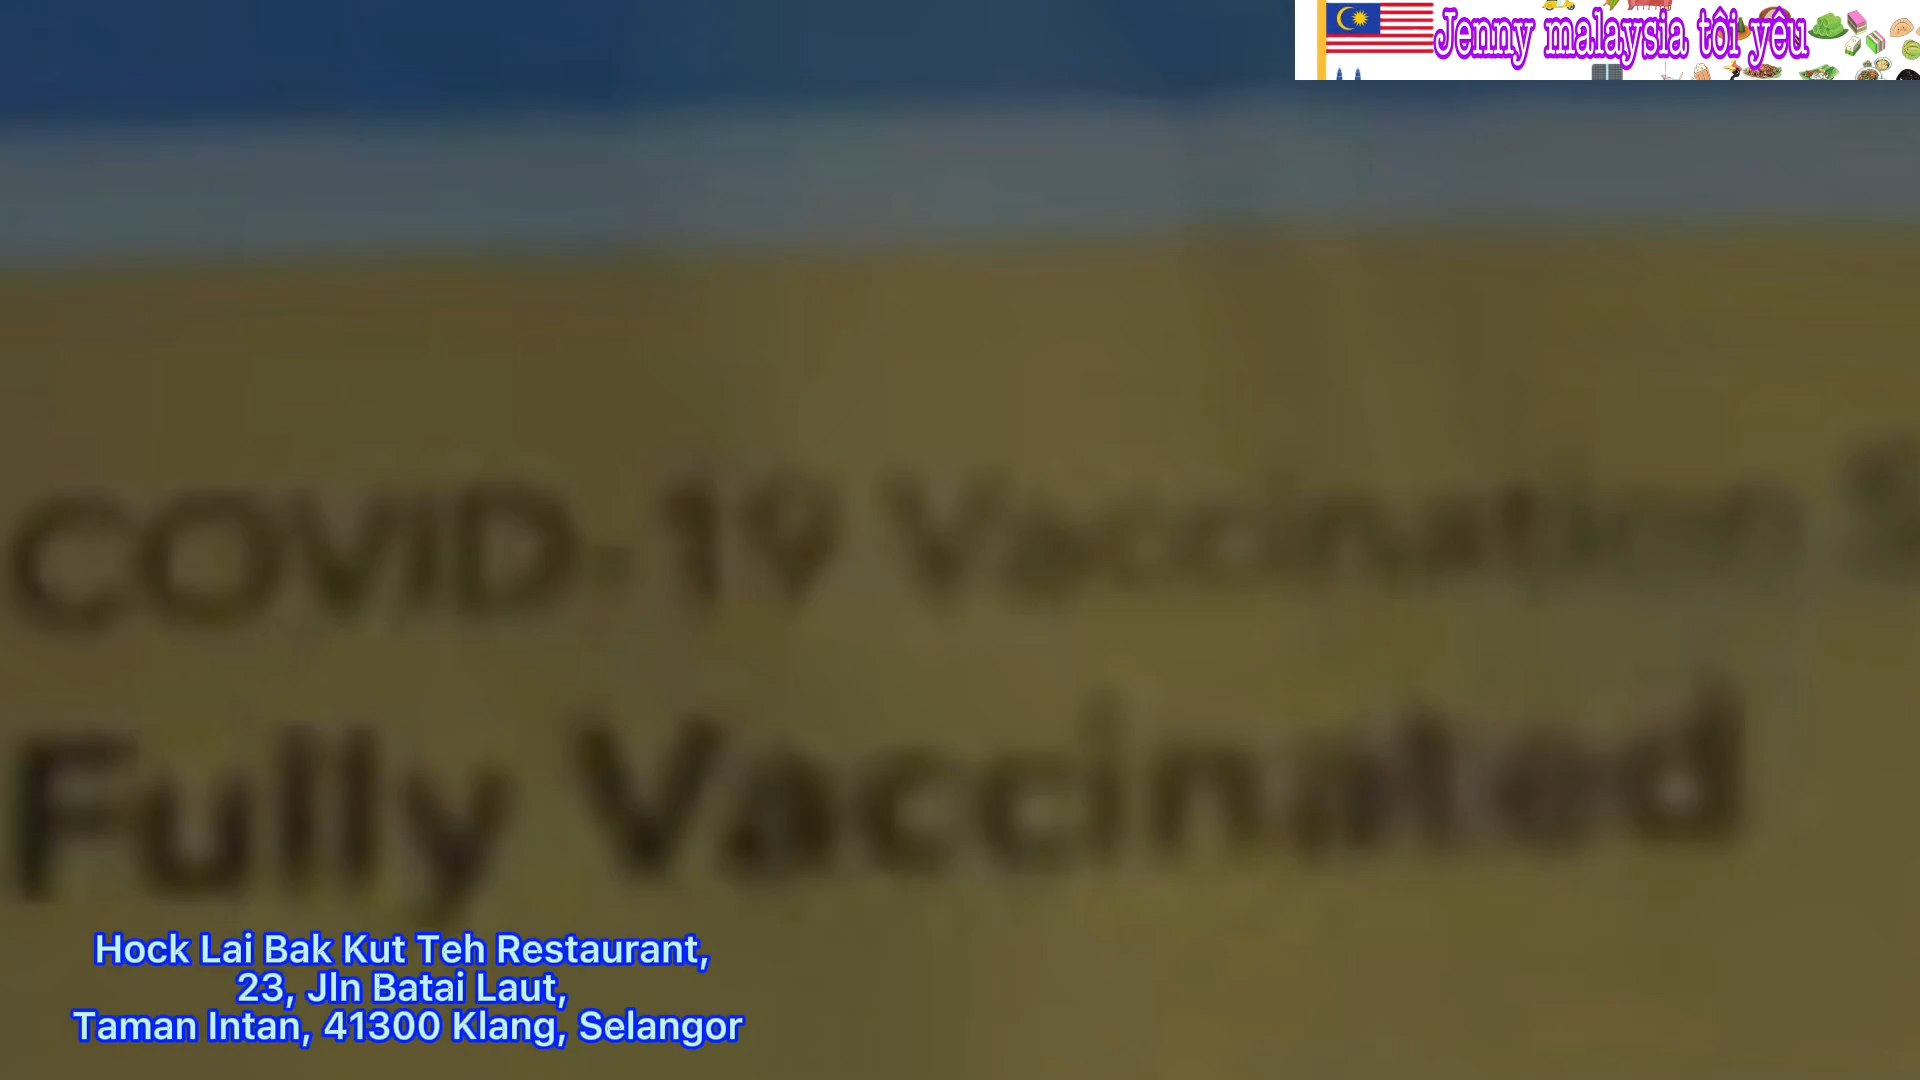 Jenny malaysia tôi yêu
COVID-19 Vaccination
Fully Vaccinated
Hock Lai Bak Kut Teh Restaurant,
23, Jln Batai Laut,
Taman Intan, 41300 Klang, Selangor